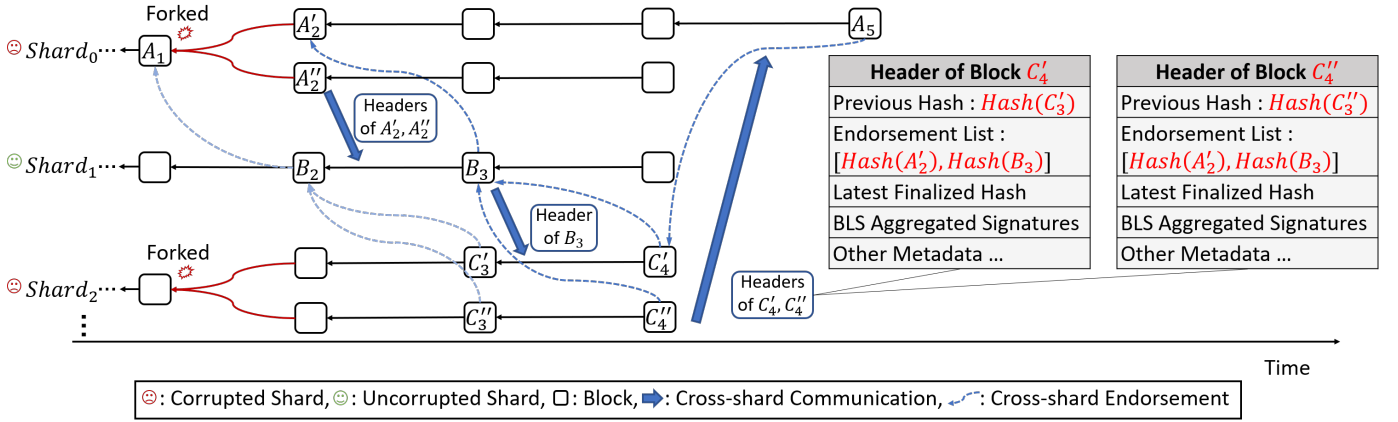 Forked
Shard₀ ⋯
A₁
A′₂
A″₂
A₅
Headers
of A′₂, A″₂
Shard₁ ⋯
B₂
B₃
Header
of B₃
Forked
Shard₂ ⋯
C′₃
C′₄
C″₃
C″₄
⋮
Headers
of C′₄, C″₄
Header of Block C′₄
Previous Hash : Hash(C′₃)
Endorsement List :
[Hash(A′₂), Hash(B₃)]
Latest Finalized Hash
BLS Aggregated Signatures
Other Metadata ...
Header of Block C″₄
Previous Hash : Hash(C″₃)
Endorsement List :
[Hash(A′₂), Hash(B₃)]
Latest Finalized Hash
BLS Aggregated Signatures
Other Metadata ...
Time
: Corrupted Shard, : Uncorrupted Shard, : Block, : Cross-shard Communication, : Cross-shard Endorsement